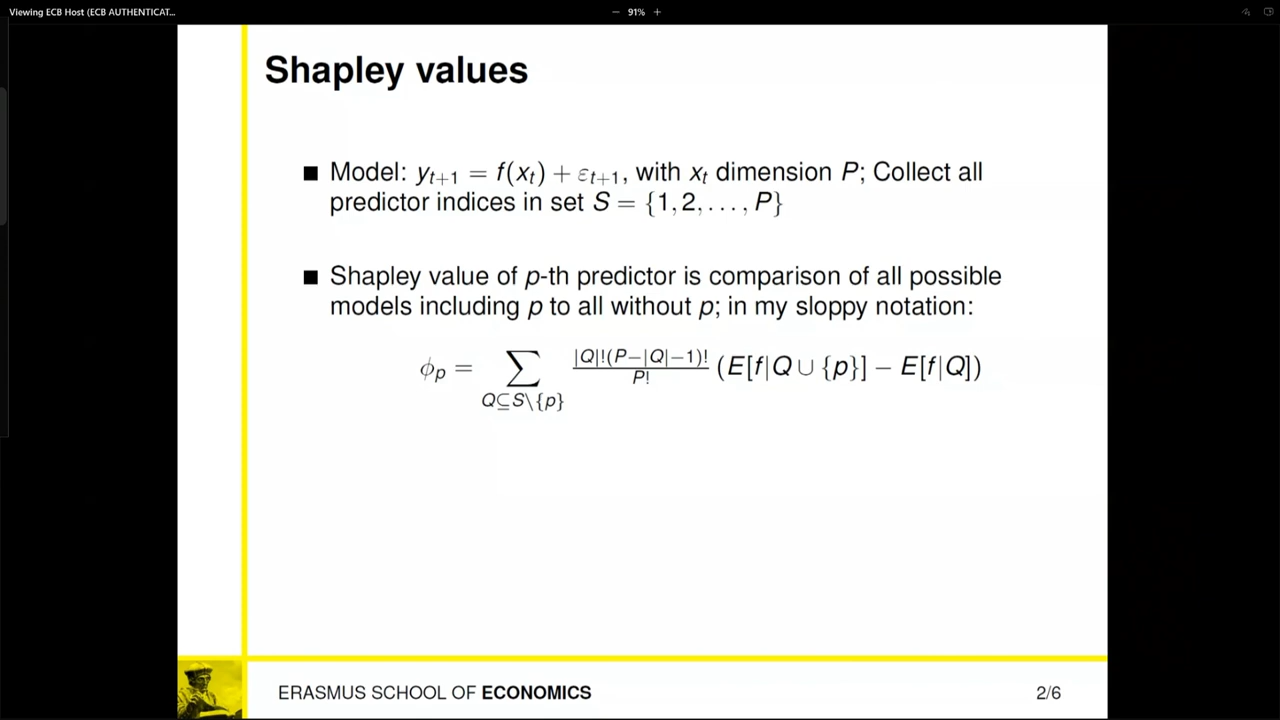 Viewing ECB Host (ECB AUTHENTICAT...
− 91% +
Shapley values
■ Model: y_{t+1} = f(x_t) + ε_{t+1}, with x_t dimension P; Collect all
predictor indices in set S = {1, 2, . . . , P}
■ Shapley value of p-th predictor is comparison of all possible
models including p to all without p; in my sloppy notation:
ϕ_p = ∑_{Q⊆S\{p}} |Q|!(P−|Q|−1)!/P! (E[f|Q ∪ {p}] − E[f|Q])
ERASMUS SCHOOL OF ECONOMICS
2/6